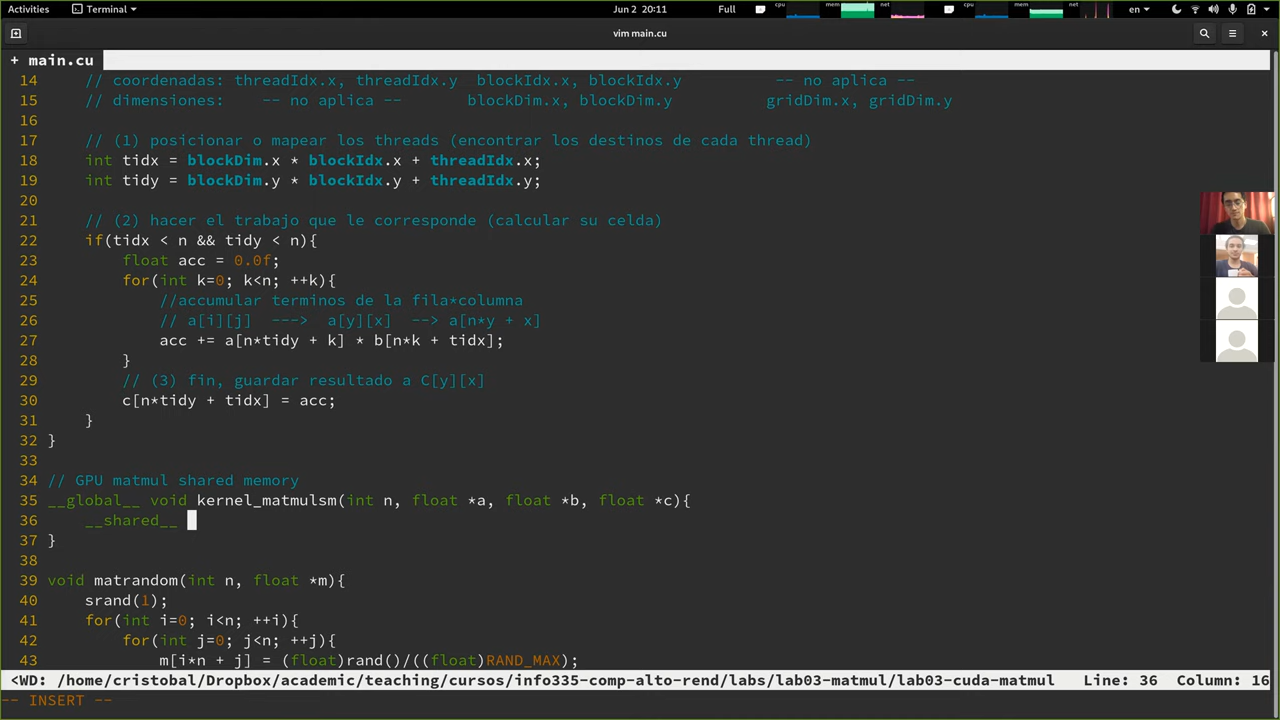 Activities Terminal Jun 2 20:11 Full cpu mem net cpu mem net en
vim main.cu
+ main.cu
14 // coordenadas: threadIdx.x, threadIdx.y blockIdx.x, blockIdx.y -- no aplica --
15 // dimensiones: -- no aplica -- blockDim.x, blockDim.y gridDim.x, gridDim.y
16
17 // (1) posicionar o mapear los threads (encontrar los destinos de cada thread)
18 int tidx = blockDim.x * blockIdx.x + threadIdx.x;
19 int tidy = blockDim.y * blockIdx.y + threadIdx.y;
20
21 // (2) hacer el trabajo que le corresponde (calcular su celda)
22 if(tidx < n && tidy < n){
23 float acc = 0.0f;
24 for(int k=0; k<n; ++k){
25 //accumular terminos de la fila*columna
26 // a[i][j] ---> a[y][x] --> a[n*y + x]
27 acc += a[n*tidy + k] * b[n*k + tidx];
28 }
29 // (3) fin, guardar resultado a C[y][x]
30 c[n*tidy + tidx] = acc;
31 }
32 }
33
34 // GPU matmul shared memory
35 __global__ void kernel_matmulsm(int n, float *a, float *b, float *c){
36 __shared__
37 }
38
39 void matrandom(int n, float *m){
40 srand(1);
41 for(int i=0; i<n; ++i){
42 for(int j=0; j<n; ++j){
43 m[i*n + j] = (float)rand()/((float)RAND_MAX);
<WD: /home/cristobal/Dropbox/academic/teaching/cursos/info335-comp-alto-rend/labs/lab03-matmul/lab03-cuda-matmul Line: 36 Column: 16
-- INSERT --